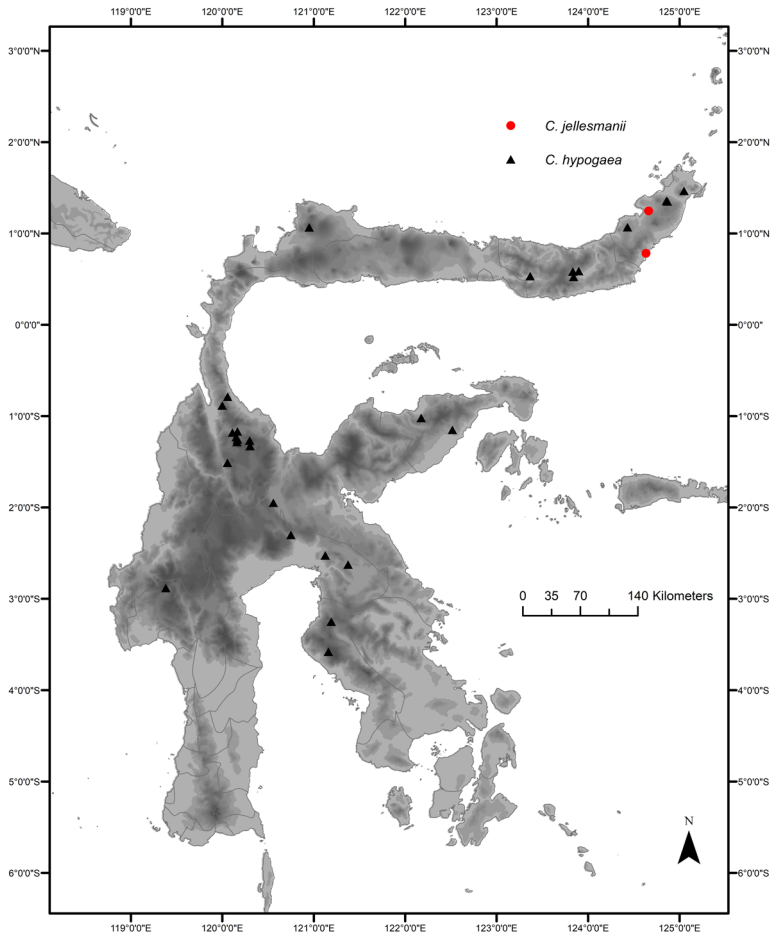 119°0'0"E 120°0'0"E 121°0'0"E 122°0'0"E 123°0'0"E 124°0'0"E 125°0'0"E
3°0'0"N 3°0'0"N
C. jellesmanii
2°0'0"N 2°0'0"N
C. hypogaea
1°0'0"N 1°0'0"N
0°0'0" 0°0'0"
1°0'0"S 1°0'0"S
2°0'0"S 2°0'0"S
0 35 70 140 Kilometers
3°0'0"S 3°0'0"S
4°0'0"S 4°0'0"S
5°0'0"S 5°0'0"S
N
6°0'0"S 6°0'0"S
119°0'0"E 120°0'0"E 121°0'0"E 122°0'0"E 123°0'0"E 124°0'0"E 125°0'0"E